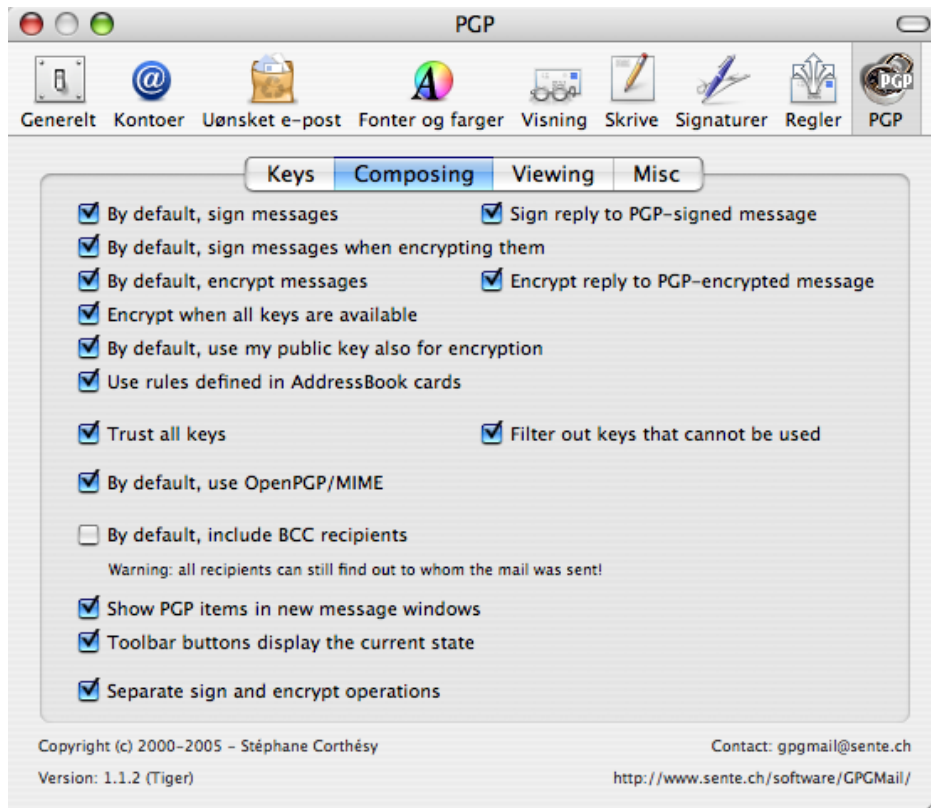 PGP
Generelt Kontoer Uønsket e-post Fonter og farger Visning Skrive Signaturer Regler PGP
Keys Composing Viewing Misc
By default, sign messages Sign reply to PGP-signed message
By default, sign messages when encrypting them
By default, encrypt messages Encrypt reply to PGP-encrypted message
Encrypt when all keys are available
By default, use my public key also for encryption
Use rules defined in AddressBook cards
Trust all keys Filter out keys that cannot be used
By default, use OpenPGP/MIME
By default, include BCC recipients
Warning: all recipients can still find out to whom the mail was sent!
Show PGP items in new message windows
Toolbar buttons display the current state
Separate sign and encrypt operations
Copyright (c) 2000-2005 - Stéphane Corthésy Contact: gpgmail@sente.ch
Version: 1.1.2 (Tiger) http://www.sente.ch/software/GPGMail/